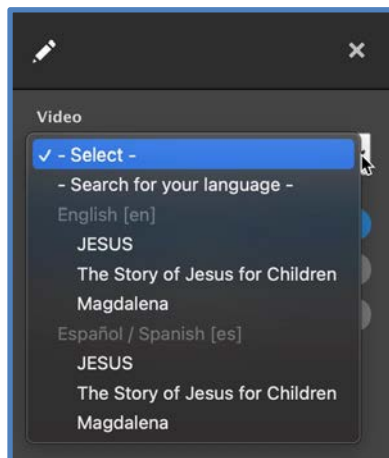 Video
✓ - Select -
- Search for your language -
English [en]
JESUS
The Story of Jesus for Children
Magdalena
Español / Spanish [es]
JESUS
The Story of Jesus for Children
Magdalena